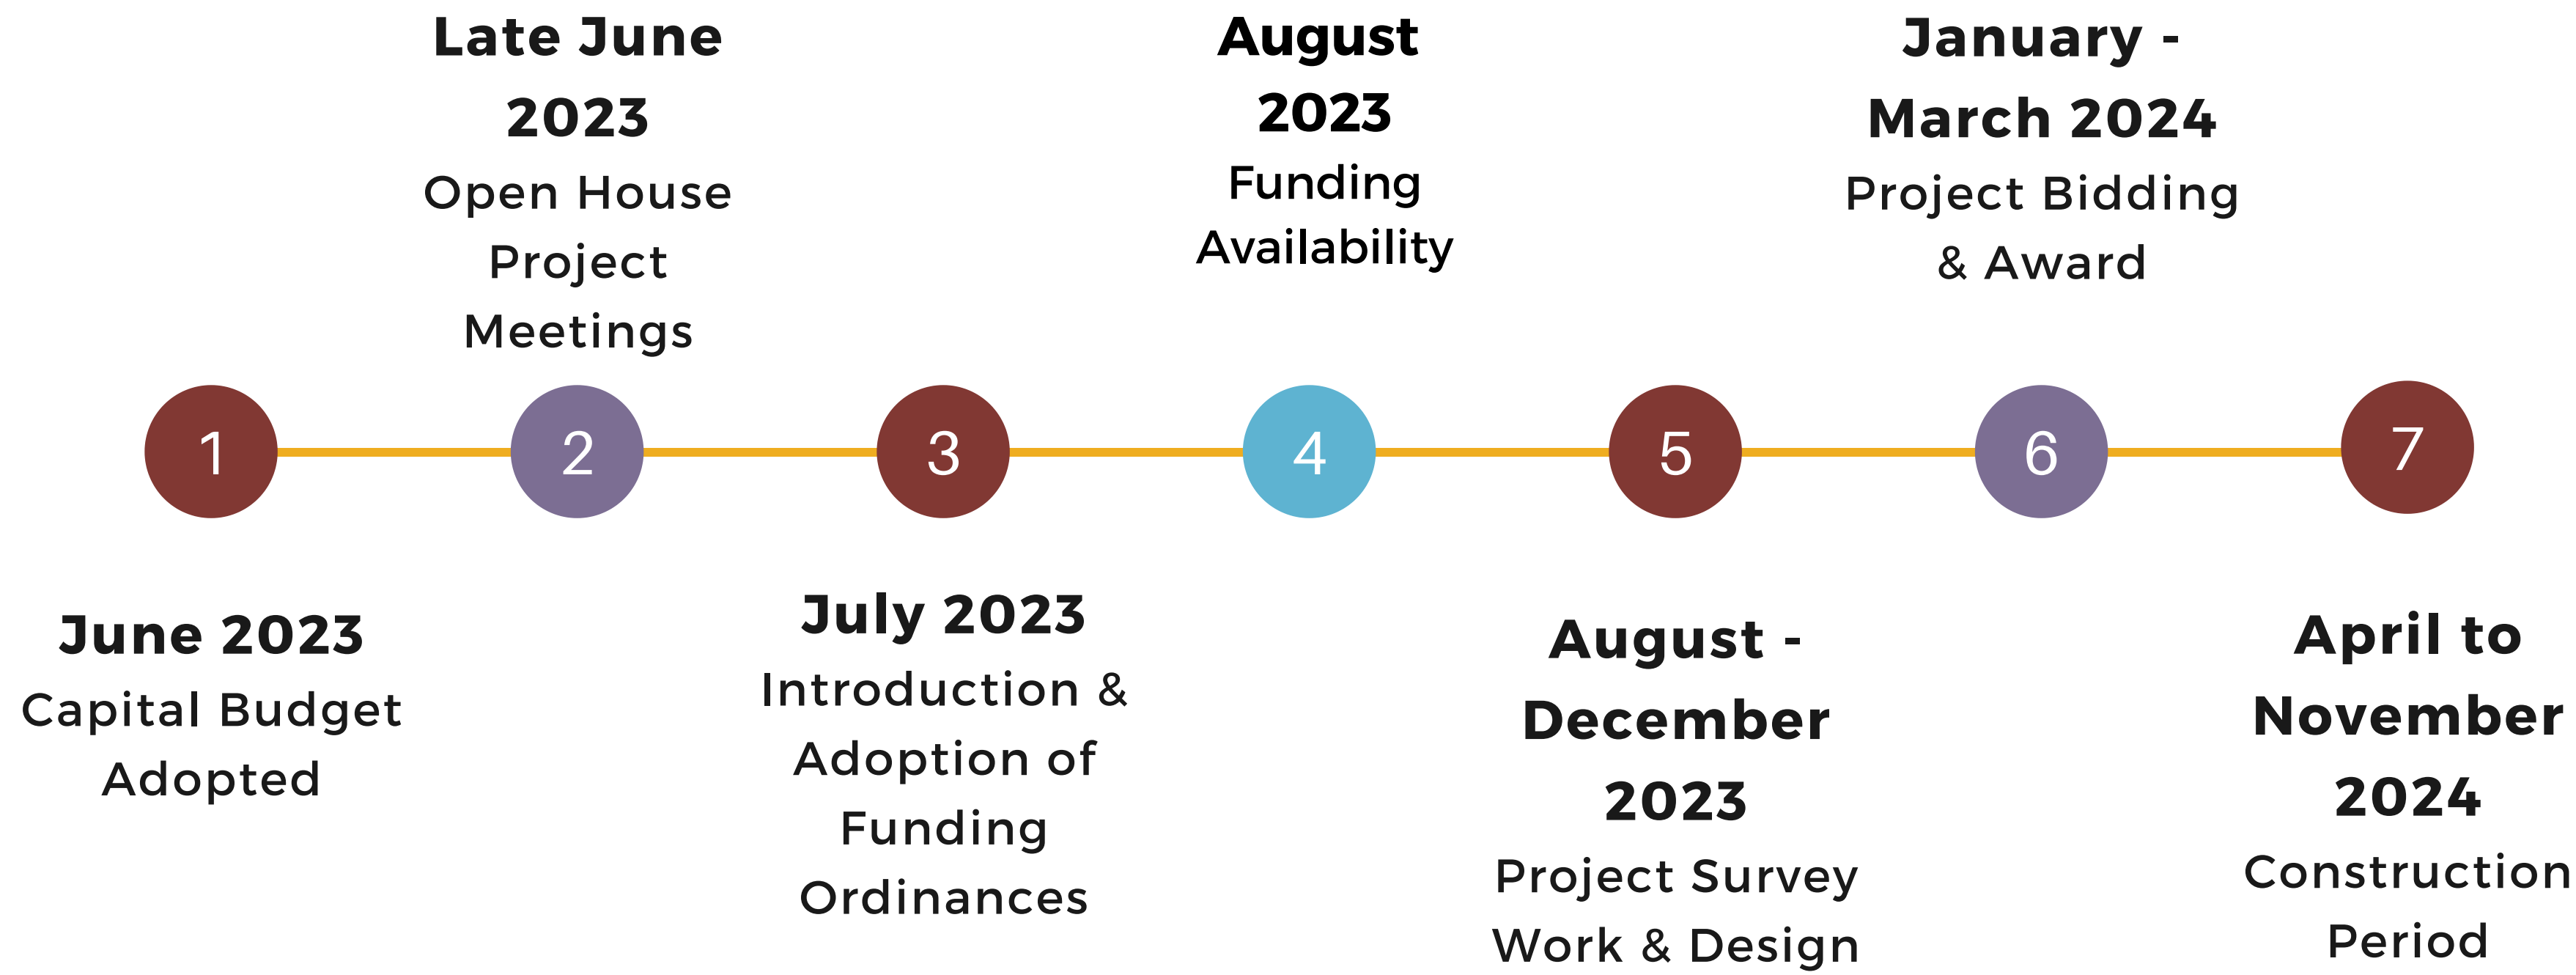 Late June
2023
Open House
Project
Meetings
August
2023
Funding
Availability
January -
March 2024
Project Bidding
& Award
1
2
3
4
5
6
7
June 2023
Capital Budget
Adopted
July 2023
Introduction &
Adoption of
Funding
Ordinances
August -
December
2023
Project Survey
Work & Design
April to
November
2024
Construction
Period